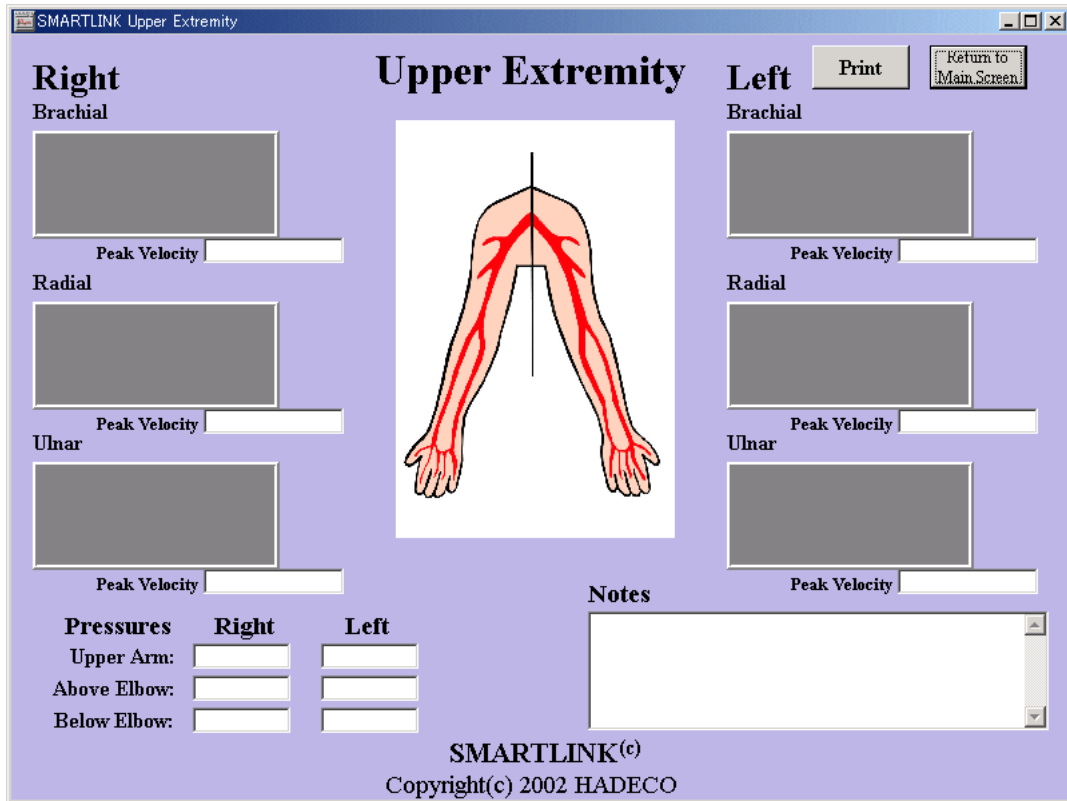 SMARTLINK Upper Extremity
Upper Extremity
Print
Return to
Main Screen
Right
Brachial
Peak Velocity
Radial
Peak Velocity
Ulnar
Peak Velocity
Left
Brachial
Peak Velocity
Radial
Peak Velocily
Ulnar
Peak Velocity
Pressures Right Left
Upper Arm:
Above Elbow:
Below Elbow:
Notes
SMARTLINK(c)
Copyright(c) 2002 HADECO